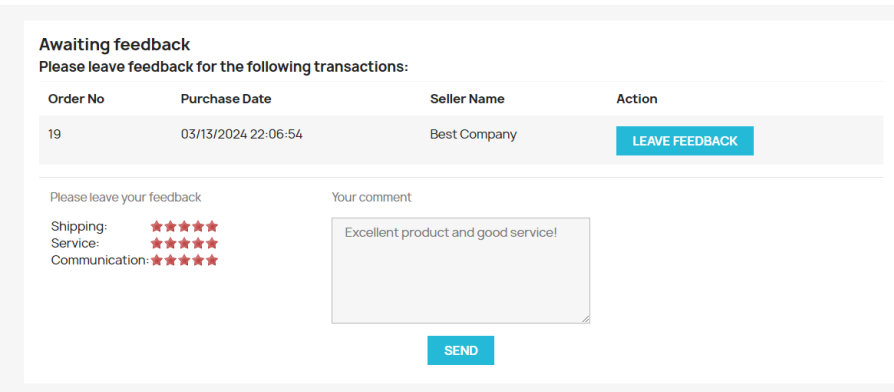 Awaiting feedback
Please leave feedback for the following transactions:
Order No Purchase Date Seller Name Action
19 03/13/2024 22:06:54 Best Company LEAVE FEEDBACK
Please leave your feedback Your comment
Shipping:
Service:
Communication:
Excellent product and good service!
SEND